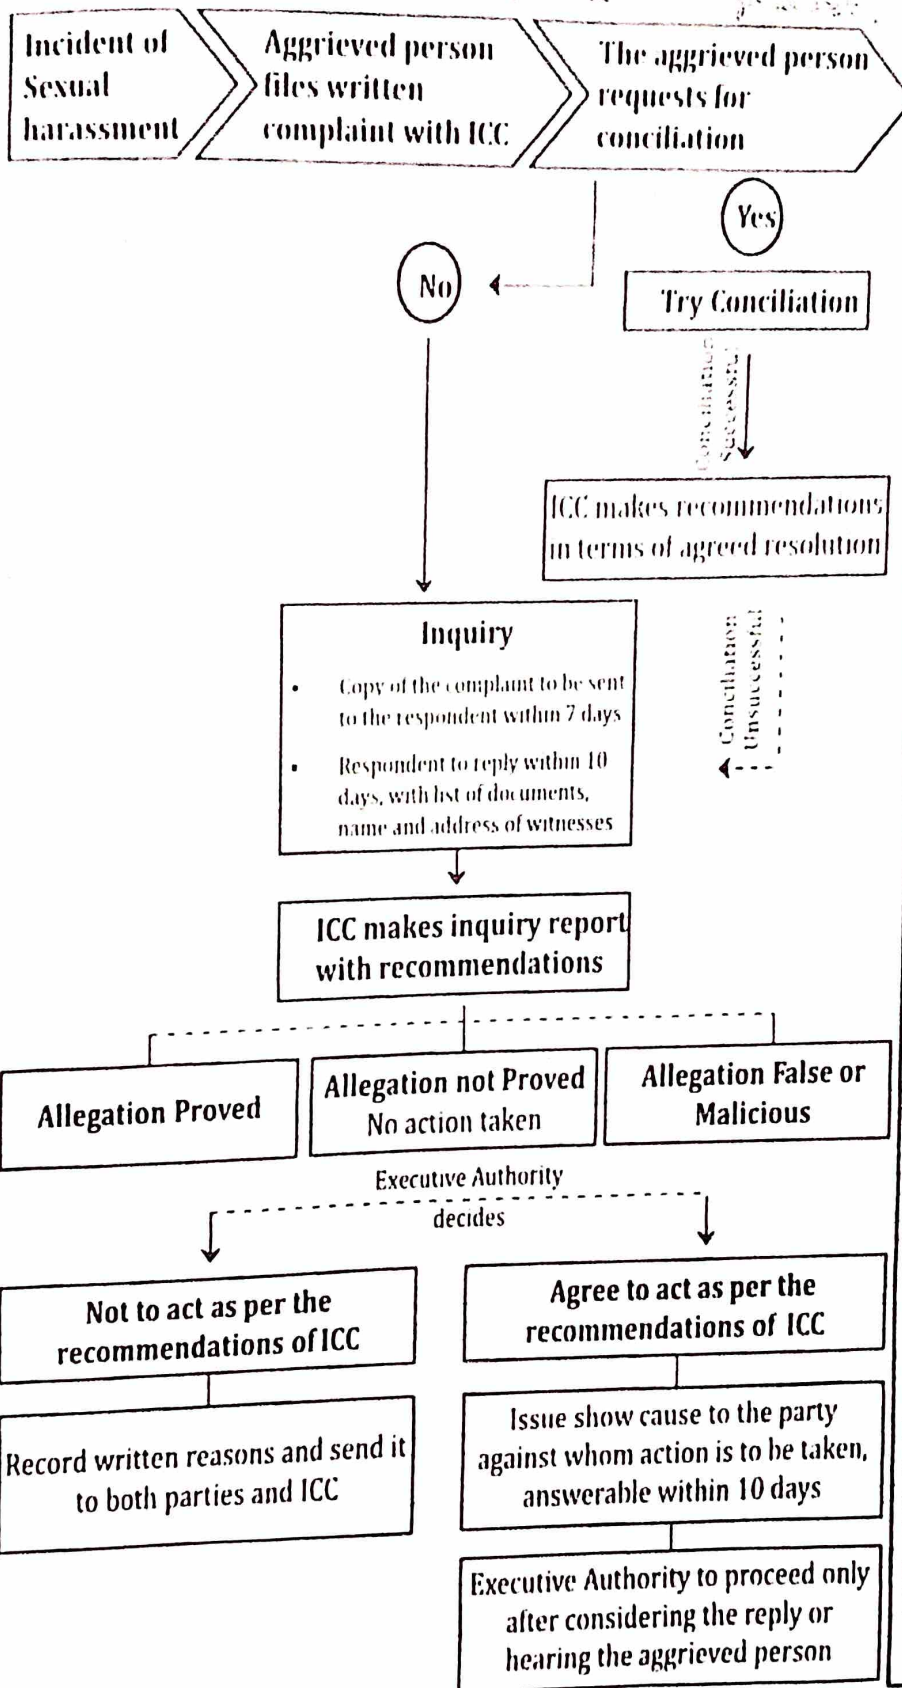 Incident of
Sexual
harassment
Aggrieved person
files written
complaint with ICC
The aggrieved person
requests for
conciliation
Yes
No
Try Conciliation
Conciliation
Successful
ICC makes recommendations
in terms of agreed resolution
Inquiry
• Copy of the complaint to be sent
to the respondent within 7 days
• Respondent to reply within 10
days, with list of documents,
name and address of witnesses
Conciliation
Unsuccessful
ICC makes inquiry report
with recommendations
Allegation Proved
Allegation not Proved
No action taken
Allegation False or
Malicious
Executive Authority
decides
Not to act as per the
recommendations of ICC
Agree to act as per the
recommendations of ICC
Record written reasons and send it
to both parties and ICC
Issue show cause to the party
against whom action is to be taken,
answerable within 10 days
Executive Authority to proceed only
after considering the reply or
hearing the aggrieved person